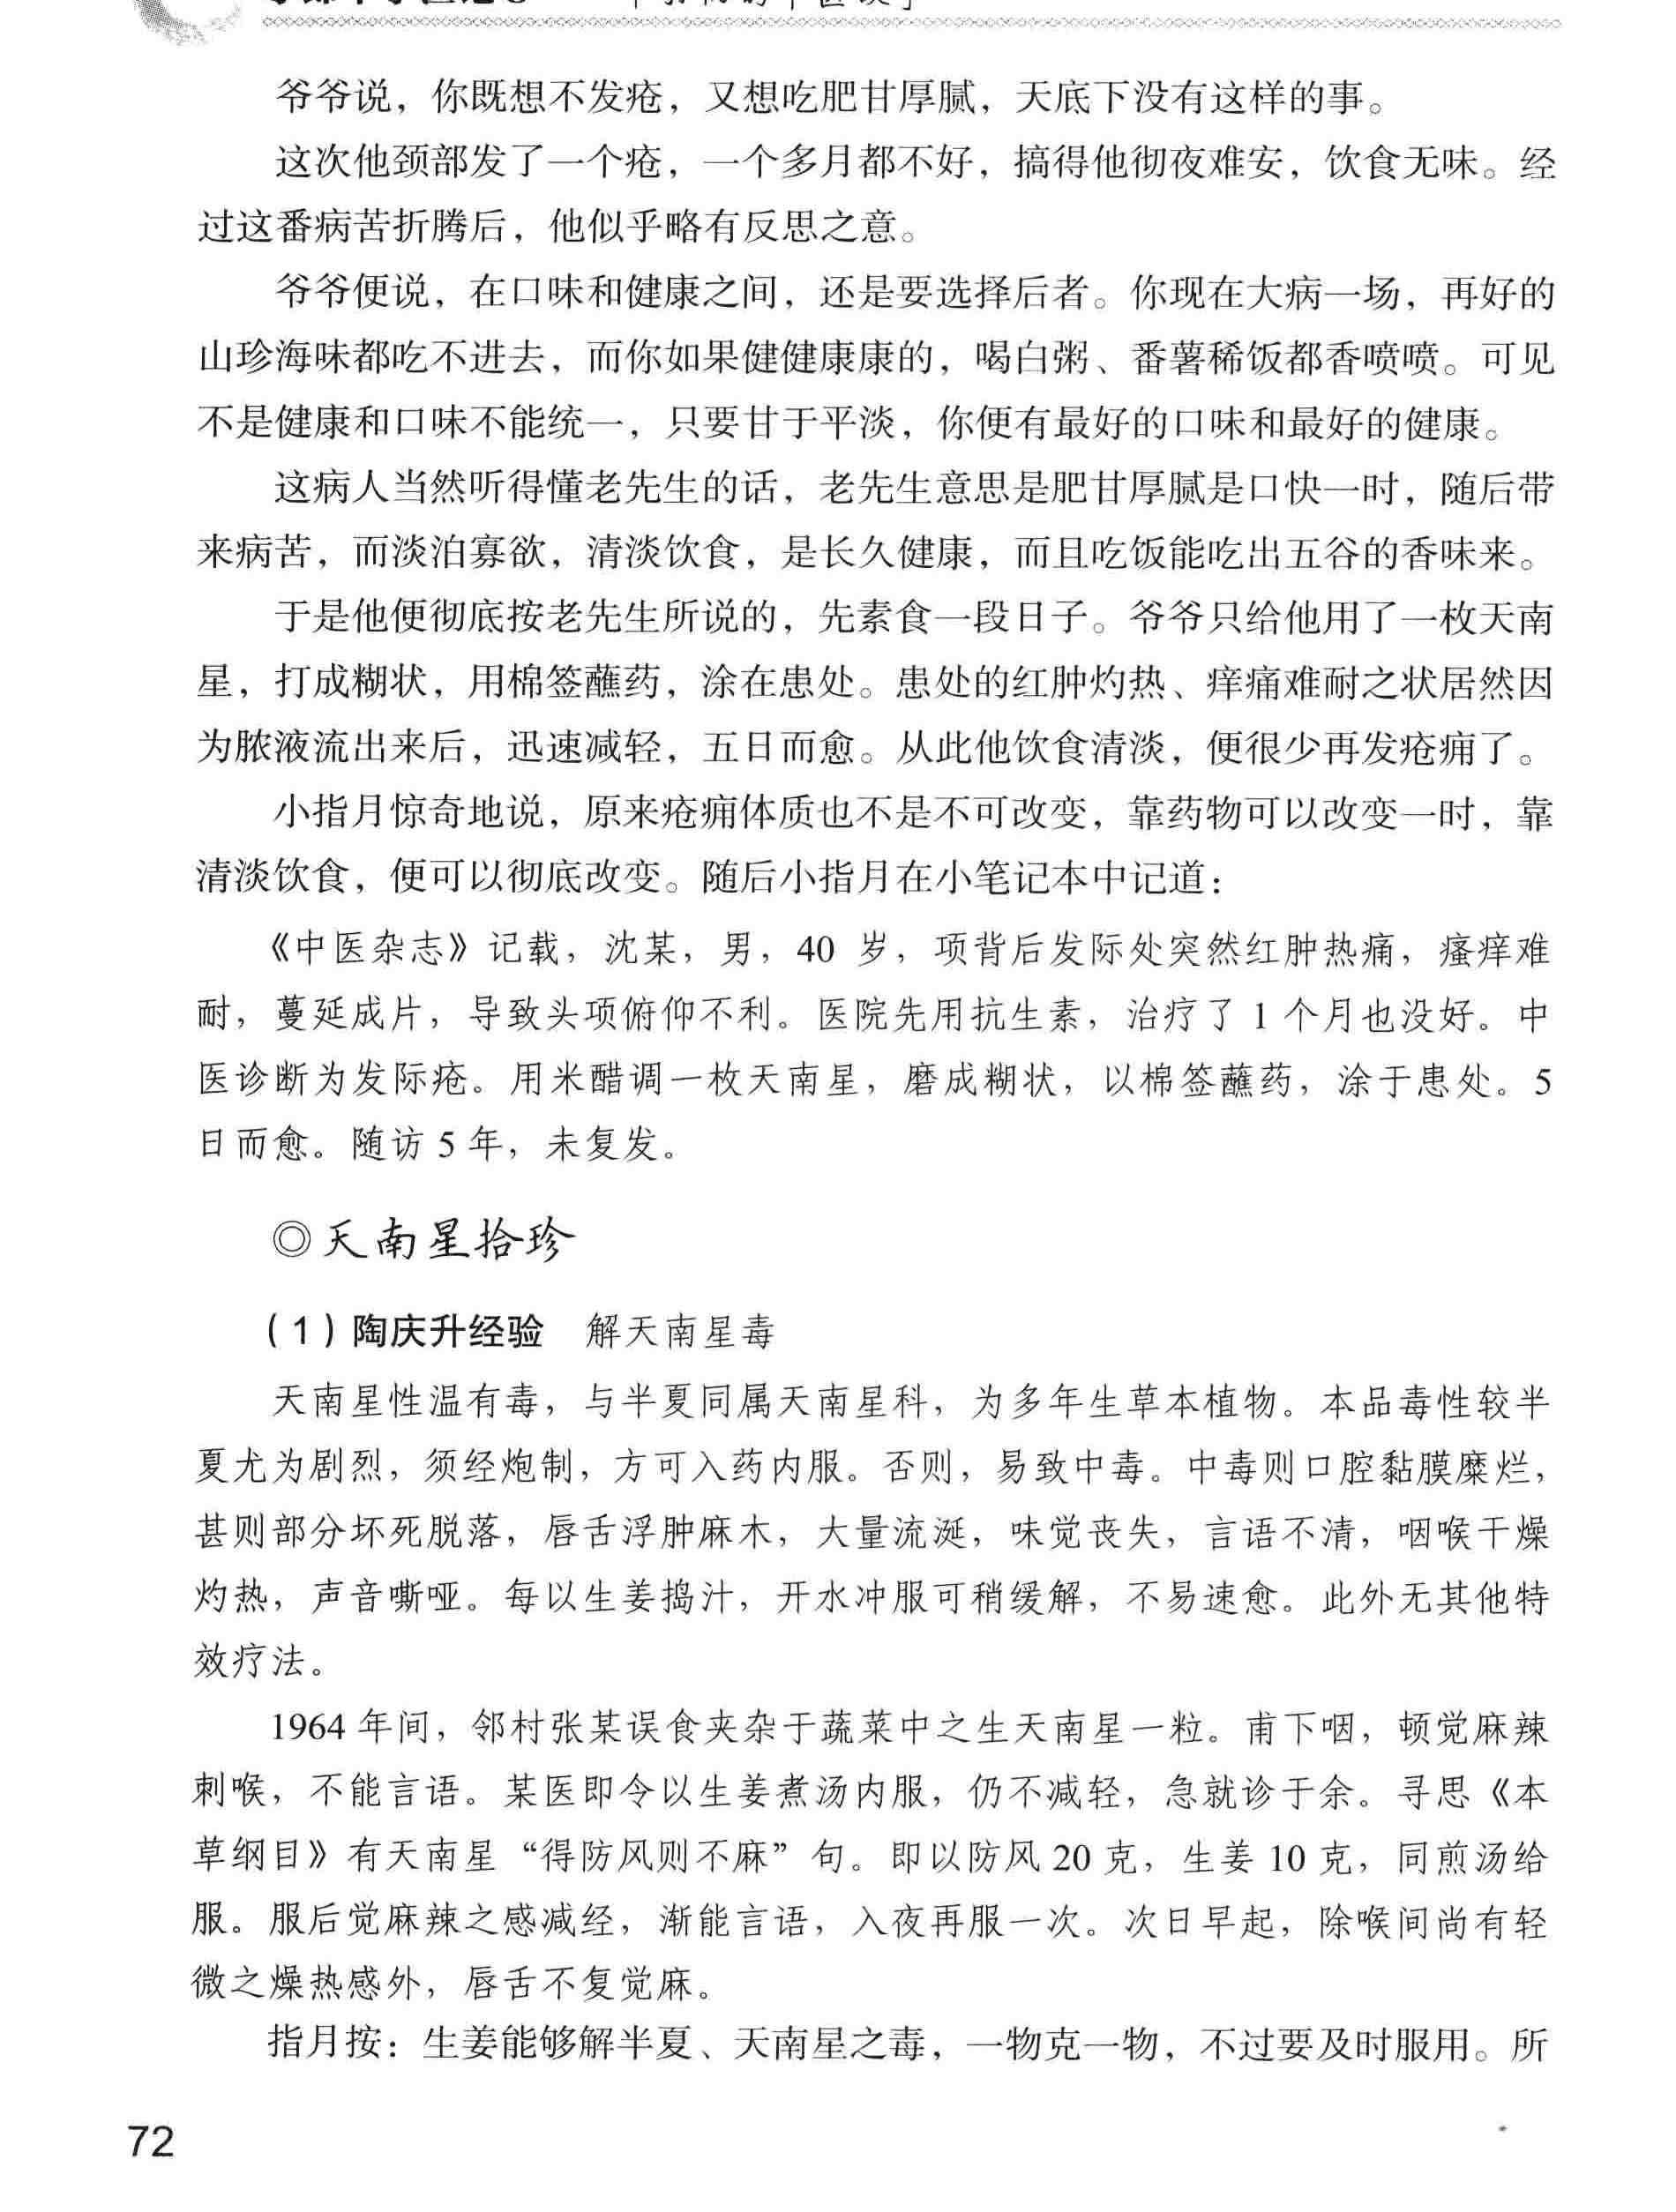 爷爷说，你既想不发疮，又想吃肥甘厚腻，天底下没有这样的事。
这次他颈部发了一个疮，一个多月都不好，搞得他彻夜难安，饮食无味。经
过这番病苦折腾后，他似乎略有反思之意。
爷爷便说，在口味和健康之间，还是要选择后者。你现在大病一场，再好的
山珍海味都吃不进去，而你如果健健康康的，喝白粥、番薯稀饭都香喷喷。可见
不是健康和口味不能统一，只要甘于平淡，你便有最好的口味和最好的健康。
这病人当然听得懂老先生的话，老先生意思是肥甘厚腻是口快一时，随后带
来病苦，而淡泊寡欲，清淡饮食，是长久健康，而且吃饭能吃出五谷的香味来。
于是他便彻底按老先生所说的，先素食一段日子。爷爷只给他用了一枚天南
星，打成糊状，用棉签蘸药，涂在患处。患处的红肿灼热、痒痛难耐之状居然因
为脓液流出来后，迅速减轻，五日而愈。从此他饮食清淡，便很少再发疮痈了。
小指月惊奇地说，原来疮痈体质也不是不可改变，靠药物可以改变一时，靠
清淡饮食，便可以彻底改变。随后小指月在小笔记本中记道：
《中医杂志》记载，沈某，男，40 岁，项背后发际处突然红肿热痛，瘙痒难
耐，蔓延成片，导致头项俯仰不利。医院先用抗生素，治疗了 1 个月也没好。中
医诊断为发际疮。用米醋调一枚天南星，磨成糊状，以棉签蘸药，涂于患处。5
日而愈。随访 5 年，未复发。
◎天南星拾珍
（1）陶庆升经验　解天南星毒
天南星性温有毒，与半夏同属天南星科，为多年生草本植物。本品毒性较半
夏尤为剧烈，须经炮制，方可入药内服。否则，易致中毒。中毒则口腔黏膜糜烂，
甚则部分坏死脱落，唇舌浮肿麻木，大量流涎，味觉丧失，言语不清，咽喉干燥
灼热，声音嘶哑。每以生姜捣汁，开水冲服可稍缓解，不易速愈。此外无其他特
效疗法。
1964 年间，邻村张某误食夹杂于蔬菜中之生天南星一粒。甫下咽，顿觉麻辣
刺喉，不能言语。某医即令以生姜煮汤内服，仍不减轻，急就诊于余。寻思《本
草纲目》有天南星“得防风则不麻”句。即以防风 20 克，生姜 10 克，同煎汤给
服。服后觉麻辣之感减经，渐能言语，入夜再服一次。次日早起，除喉间尚有轻
微之燥热感外，唇舌不复觉麻。
指月按：生姜能够解半夏、天南星之毒，一物克一物，不过要及时服用。所
72